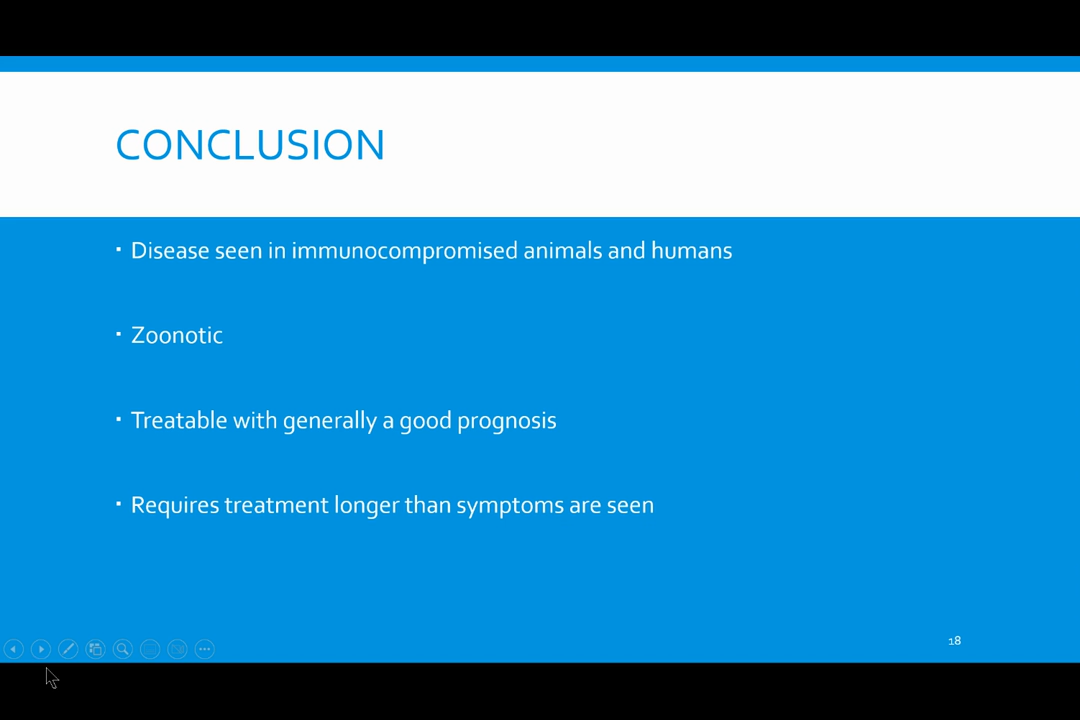 CONCLUSION
▪ Disease seen in immunocompromised animals and humans
▪ Zoonotic
▪ Treatable with generally a good prognosis
▪ Requires treatment longer than symptoms are seen
18